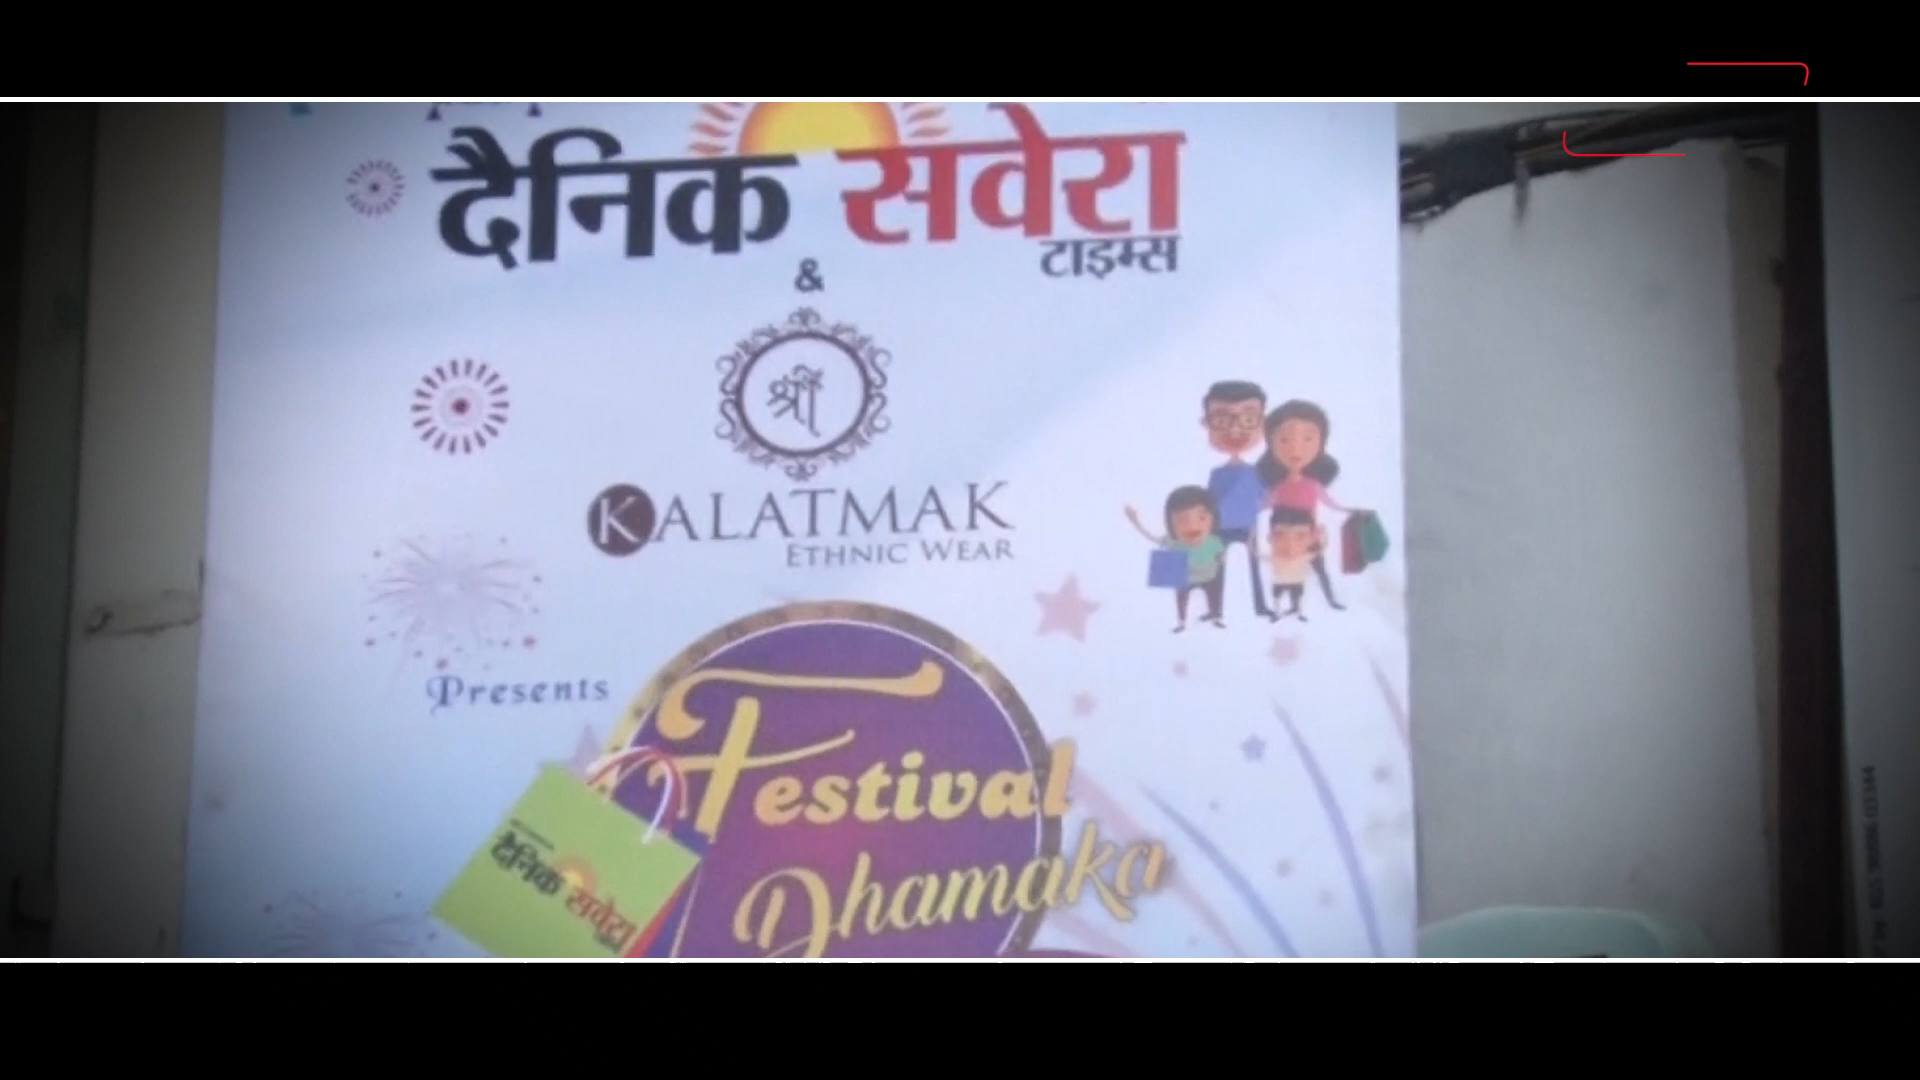 दैनिक सवेरा
टाइम्स
&
श्री
KALATMAK
ETHNIC WEAR
Presents
Festival
Dhamaka
दैनिक सवेरा